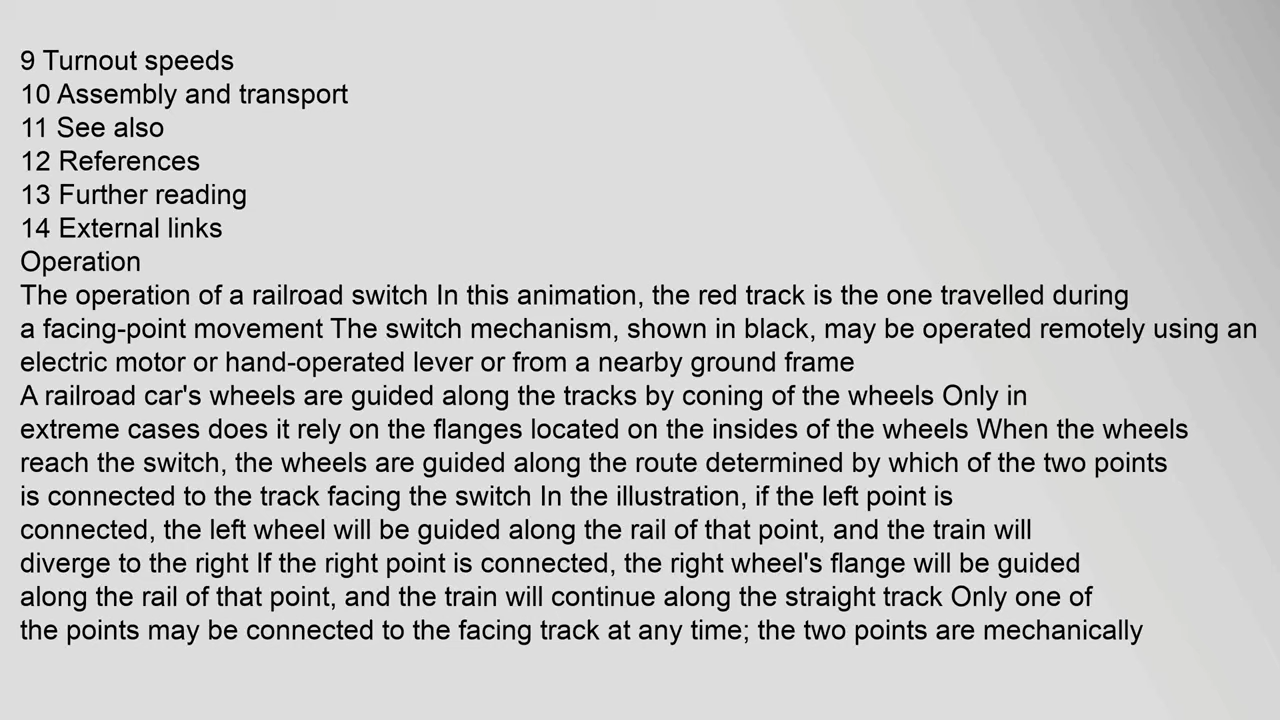 9 Turnout speeds
10 Assembly and transport
11 See also
12 References
13 Further reading
14 External links
Operation
The operation of a railroad switch In this animation, the red track is the one travelled during
a facing-point movement The switch mechanism, shown in black, may be operated remotely using an
electric motor or hand-operated lever or from a nearby ground frame
A railroad car's wheels are guided along the tracks by coning of the wheels Only in
extreme cases does it rely on the flanges located on the insides of the wheels When the wheels
reach the switch, the wheels are guided along the route determined by which of the two points
is connected to the track facing the switch In the illustration, if the left point is
connected, the left wheel will be guided along the rail of that point, and the train will
diverge to the right If the right point is connected, the right wheel's flange will be guided
along the rail of that point, and the train will continue along the straight track Only one of
the points may be connected to the facing track at any time; the two points are mechanically